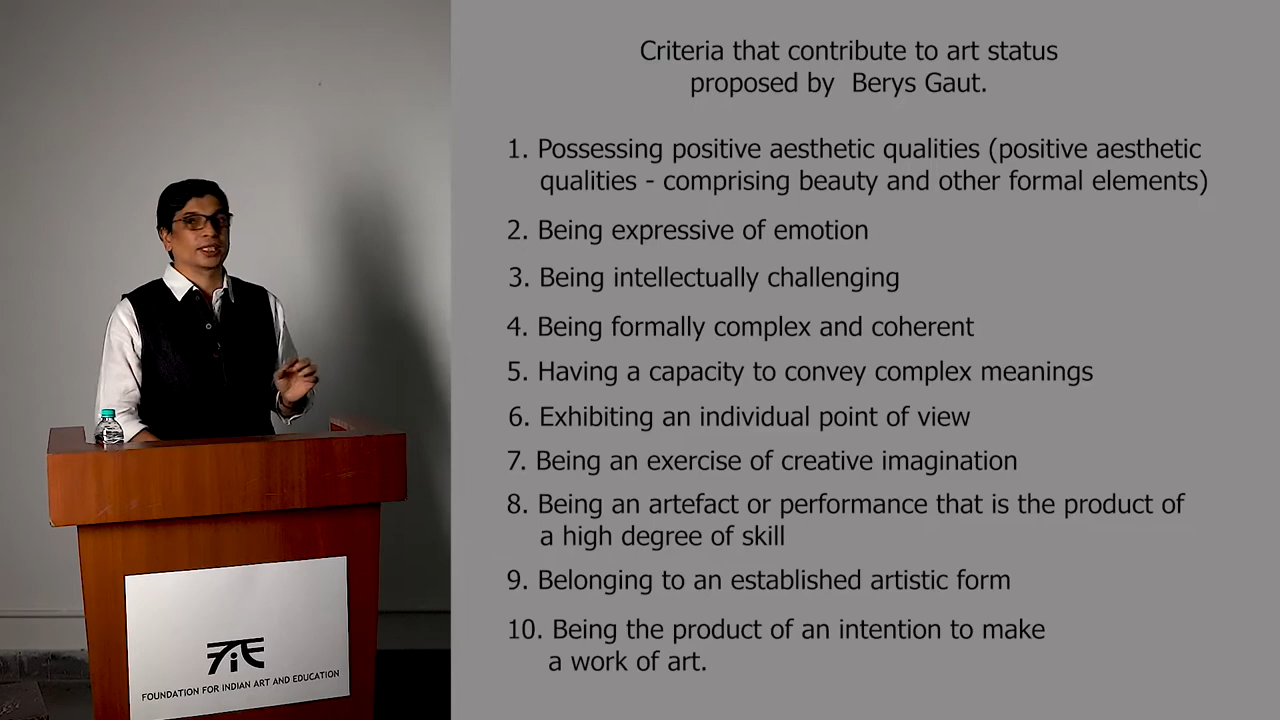 Criteria that contribute to art status
proposed by Berys Gaut.
1. Possessing positive aesthetic qualities (positive aesthetic
qualities - comprising beauty and other formal elements)
2. Being expressive of emotion
3. Being intellectually challenging
4. Being formally complex and coherent
5. Having a capacity to convey complex meanings
6. Exhibiting an individual point of view
7. Being an exercise of creative imagination
8. Being an artefact or performance that is the product of
a high degree of skill
9. Belonging to an established artistic form
10. Being the product of an intention to make
a work of art.
FiE
FOUNDATION FOR INDIAN ART AND EDUCATION